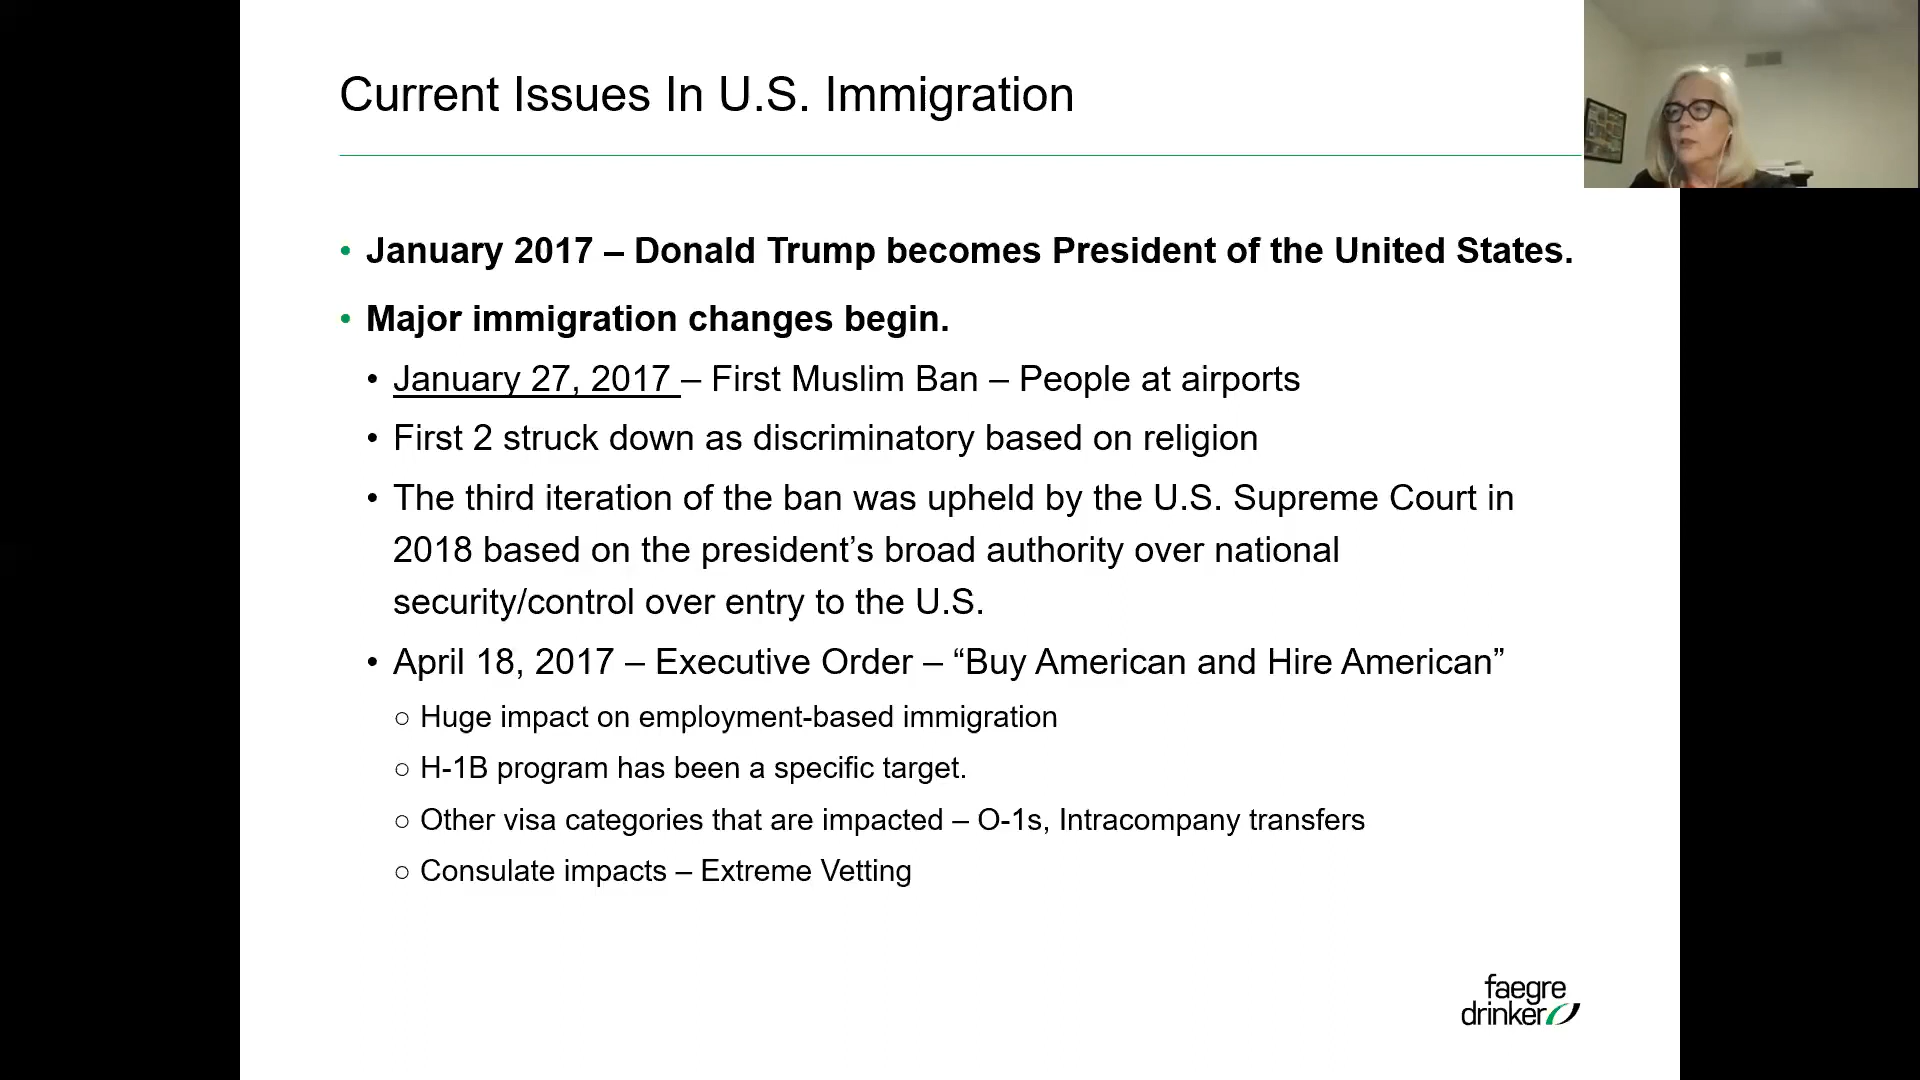 Current Issues In U.S. Immigration
• January 2017 – Donald Trump becomes President of the United States.
• Major immigration changes begin.
• January 27, 2017 – First Muslim Ban – People at airports
• First 2 struck down as discriminatory based on religion
• The third iteration of the ban was upheld by the U.S. Supreme Court in
2018 based on the president’s broad authority over national
security/control over entry to the U.S.
• April 18, 2017 – Executive Order – “Buy American and Hire American”
○ Huge impact on employment-based immigration
○ H-1B program has been a specific target.
○ Other visa categories that are impacted – O-1s, Intracompany transfers
○ Consulate impacts – Extreme Vetting
faegre
drinker